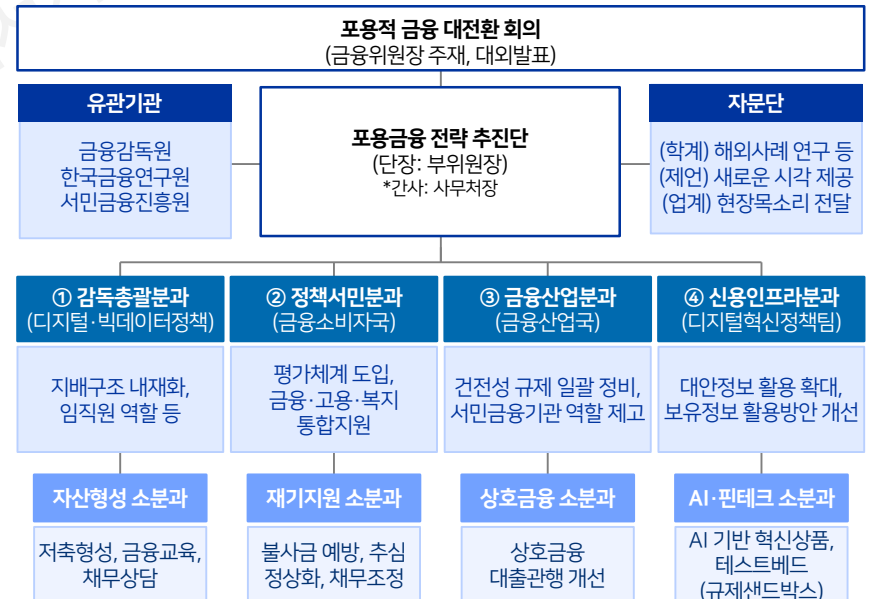 포용적 금융 대전환 회의
(금융위원장 주재, 대외발표)
유관기관
금융감독원
한국금융연구원
서민금융진흥원
포용금융 전략 추진단
(단장: 부위원장)
*간사: 사무처장
자문단
(학계) 해외사례 연구 등
(제언) 새로운 시각 제공
(업계) 현장목소리 전달
① 감독총괄분과
(디지털·빅데이터정책)
지배구조 내재화,
임직원 역할 등
자산형성 소분과
저축형성, 금융교육,
채무상담
② 정책서민분과
(금융소비자국)
평가체계 도입,
금융·고용·복지
통합지원
재기지원 소분과
불사금 예방, 추심
정상화, 채무조정
③ 금융산업분과
(금융산업국)
건전성 규제 일괄 정비,
서민금융기관 역할 제고
상호금융 소분과
상호금융
대출관행 개선
④ 신용인프라분과
(디지털혁신정책팀)
대안정보 활용 확대,
보유정보 활용방안 개선
AI·핀테크 소분과
AI 기반 혁신상품,
테스트베드
(규제샌드박스)